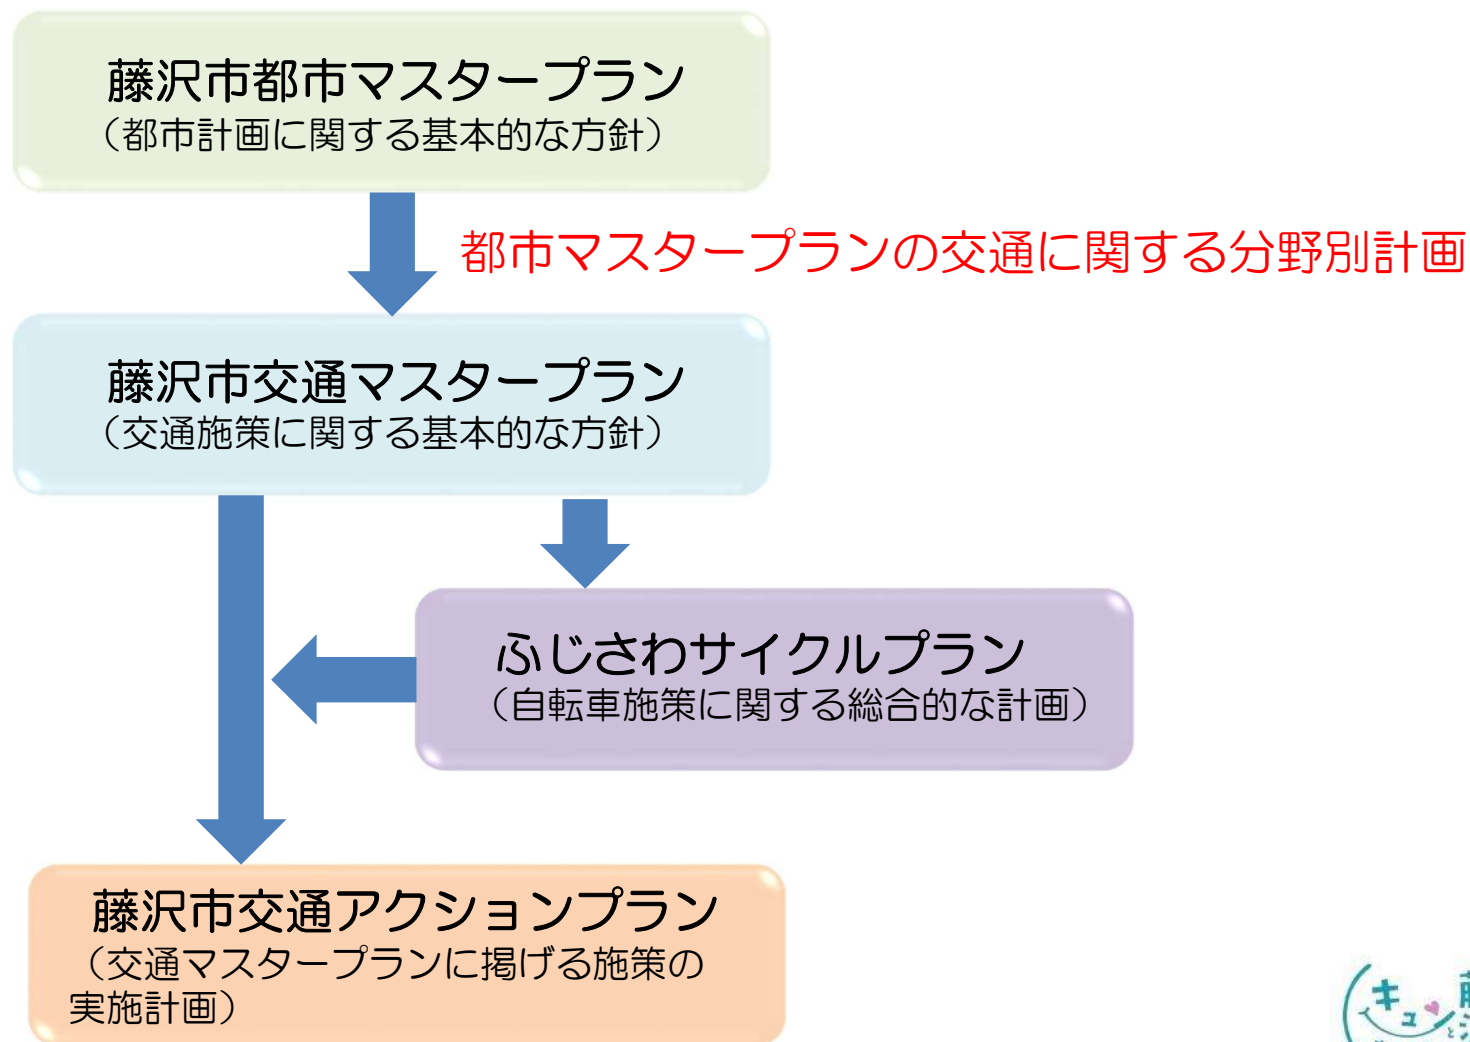 藤沢市都市マスタープラン
（都市計画に関する基本的な方針）
都市マスタープランの交通に関する分野別計画
藤沢市交通マスタープラン
（交通施策に関する基本的な方針）
ふじさわサイクルプラン
（自転車施策に関する総合的な計画）
藤沢市交通アクションプラン
（交通マスタープランに掲げる施策の
実施計画）
キュン